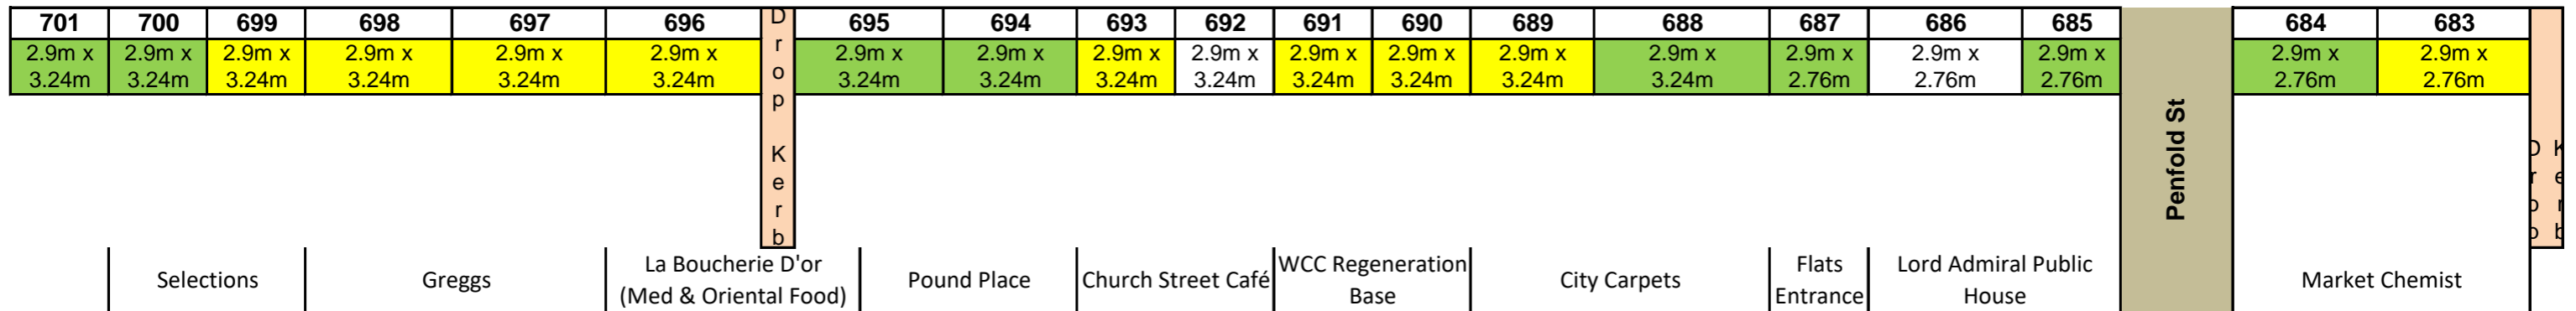 701 700 699 698 697 696 695 694 693 692 691 690 689 688 687 686 685 684 683
2.9m x 2.9m x 2.9m x 2.9m x 2.9m x 2.9m x 2.9m x 2.9m x 2.9m x 2.9m x 2.9m x 2.9m x 2.9m x 2.9m x 2.9m x 2.9m x 2.9m x 2.9m x 2.9m x
3.24m 3.24m 3.24m 3.24m 3.24m 3.24m 3.24m 3.24m 3.24m 3.24m 3.24m 3.24m 3.24m 3.24m 2.76m 2.76m 2.76m 2.76m 2.76m
Drop Kerb
Penfold St
Drop Kerb
Selections
Greggs
La Boucherie D'or
(Med & Oriental Food)
Pound Place
Church Street Café
WCC Regeneration
Base
City Carpets
Flats
Entrance
Lord Admiral Public
House
Market Chemist